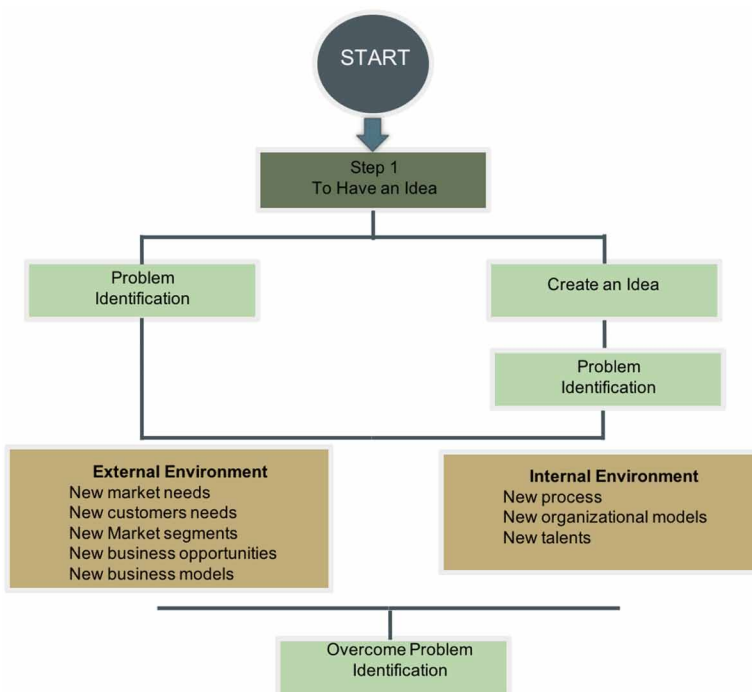 START
Step 1
To Have an Idea
Problem
Identification
Create an Idea
Problem
Identification
External Environment
New market needs
New customers needs
New Market segments
New business opportunities
New business models
Internal Environment
New process
New organizational models
New talents
Overcome Problem
Identification